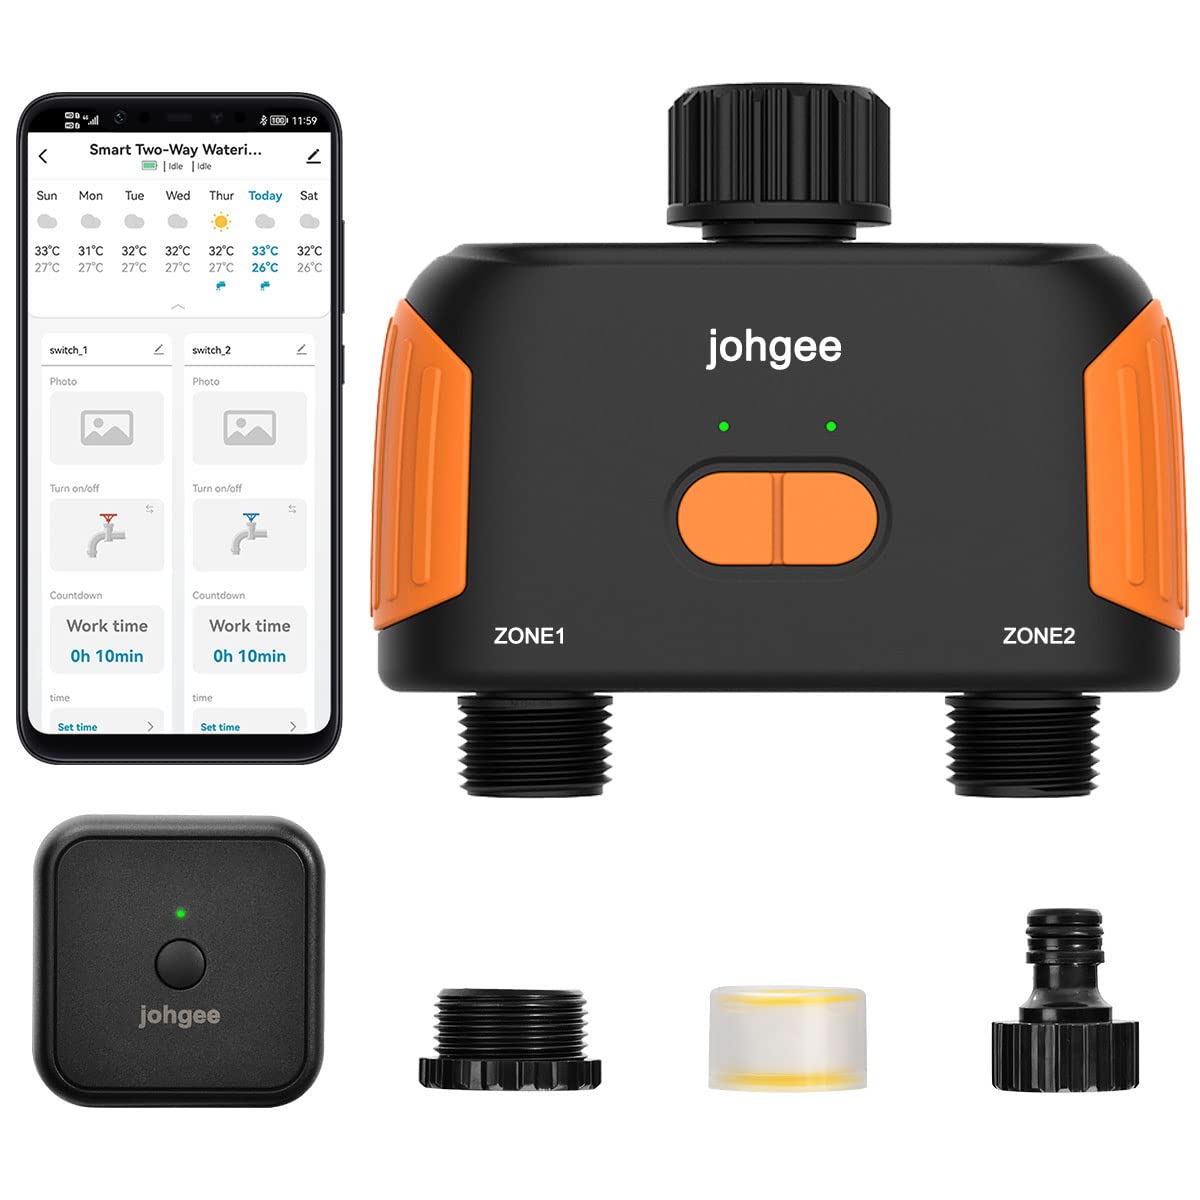 11:59
Smart Two-Way Wateri...
Idle Idle
Sun Mon Tue Wed Thur Today Sat
33°C 31°C 32°C 32°C 32°C 33°C 32°C
27°C 27°C 27°C 27°C 27°C 26°C 26°C
switch_1 switch_2
Photo Photo
Turn on/off Turn on/off
Countdown Countdown
Work time Work time
0h 10min 0h 10min
time time
Set time Set time
johgee
ZONE1 ZONE2
johgee